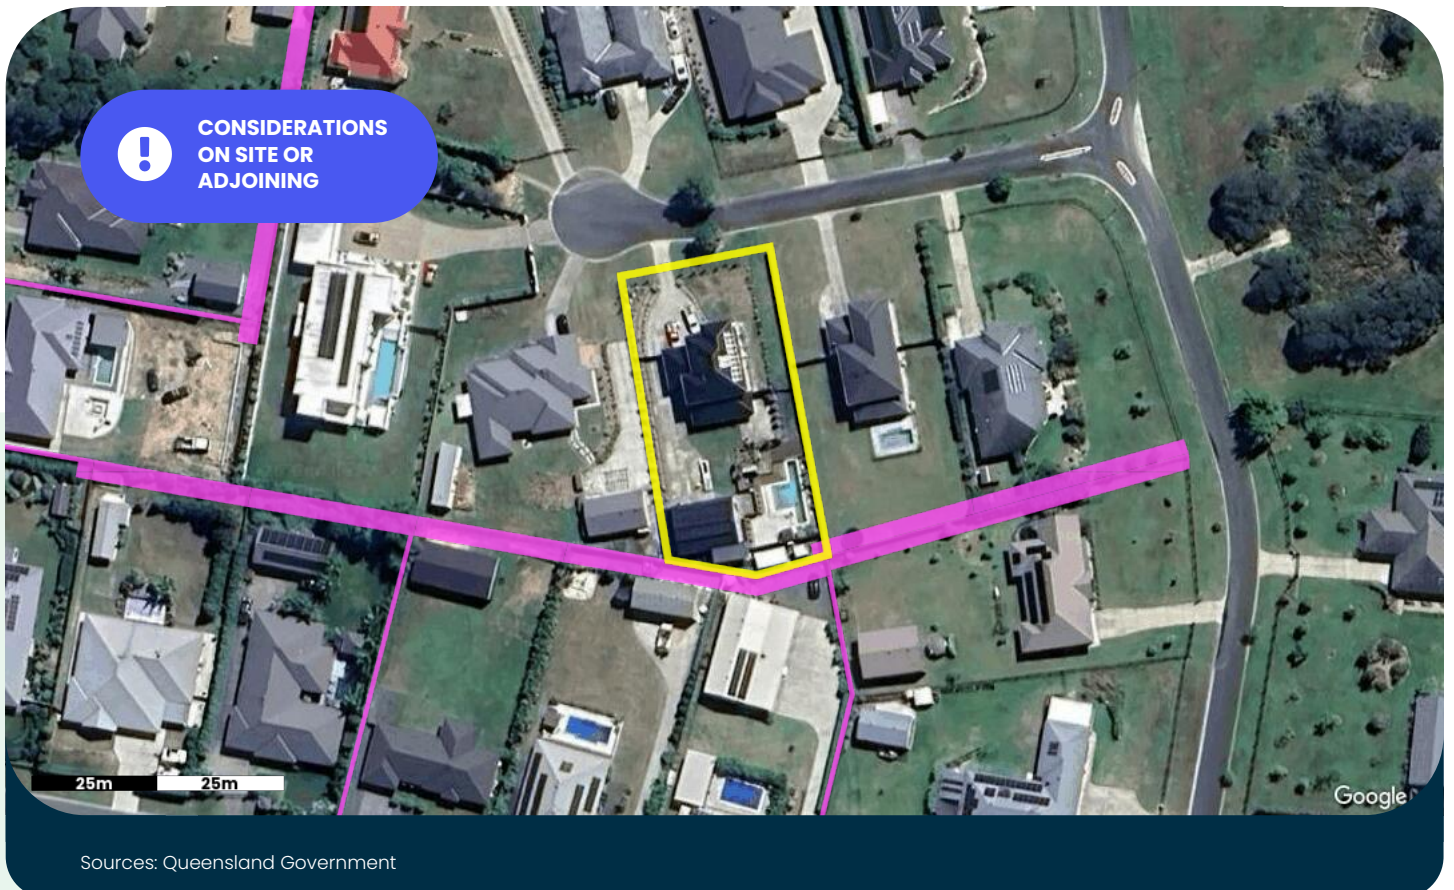 CONSIDERATIONS
ON SITE OR
ADJOINING
25m 25m
Google
Sources: Queensland Government